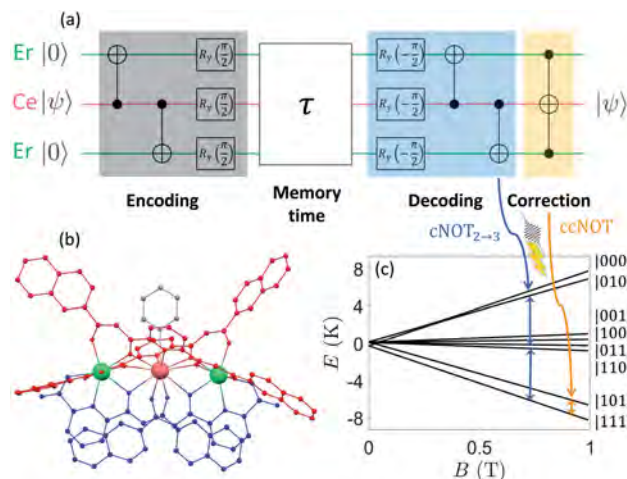 (a)
Er |0⟩ R_y(π/2) R_y(−π/2)
Ce |ψ⟩ R_y(π/2) τ R_y(−π/2) |ψ⟩
Er |0⟩ R_y(π/2) R_y(−π/2)
Encoding Memory time Decoding Correction
cNOT₂→₃ ccNOT
(b)
(c)
E (K)
8
4
0
-4
-8
|000⟩
|010⟩
|001⟩
|100⟩
|011⟩
|110⟩
|101⟩
|111⟩
0 0.5 1
B (T)